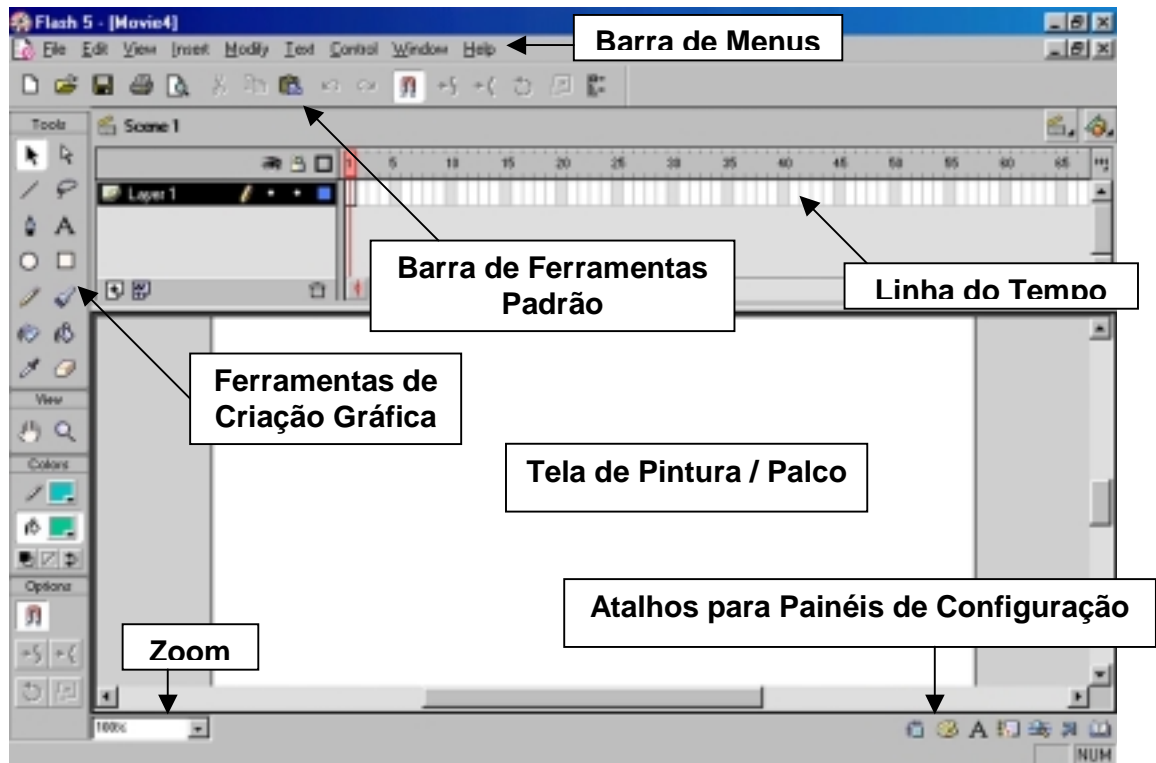 Flash 5 - [Movie4]
File Edit View Insert Modify Text Control Window Help
Barra de Menus
Tools
Scene 1
1 5 10 15 20 25 30 35 40 45 50 55 60 65
Layer 1
Barra de Ferramentas
Padrão
Linha do Tempo
Ferramentas de
Criação Gráfica
View
Colors
Tela de Pintura / Palco
Options
Atalhos para Painéis de Configuração
Zoom
100%
NUM